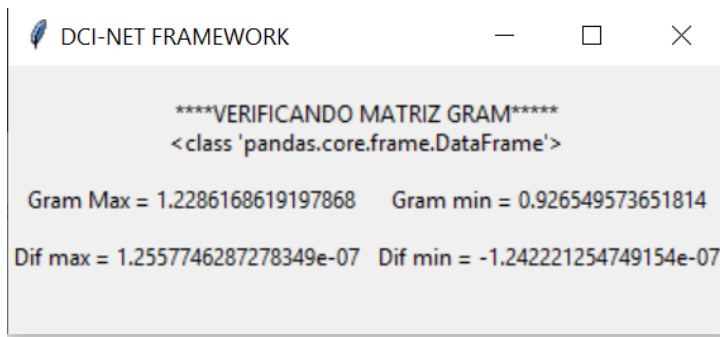 DCI-NET FRAMEWORK
****VERIFICANDO MATRIZ GRAM*****
<class 'pandas.core.frame.DataFrame'>
Gram Max = 1.2286168619197868 Gram min = 0.926549573651814
Dif max = 1.2557746287278349e-07 Dif min = -1.242221254749154e-07